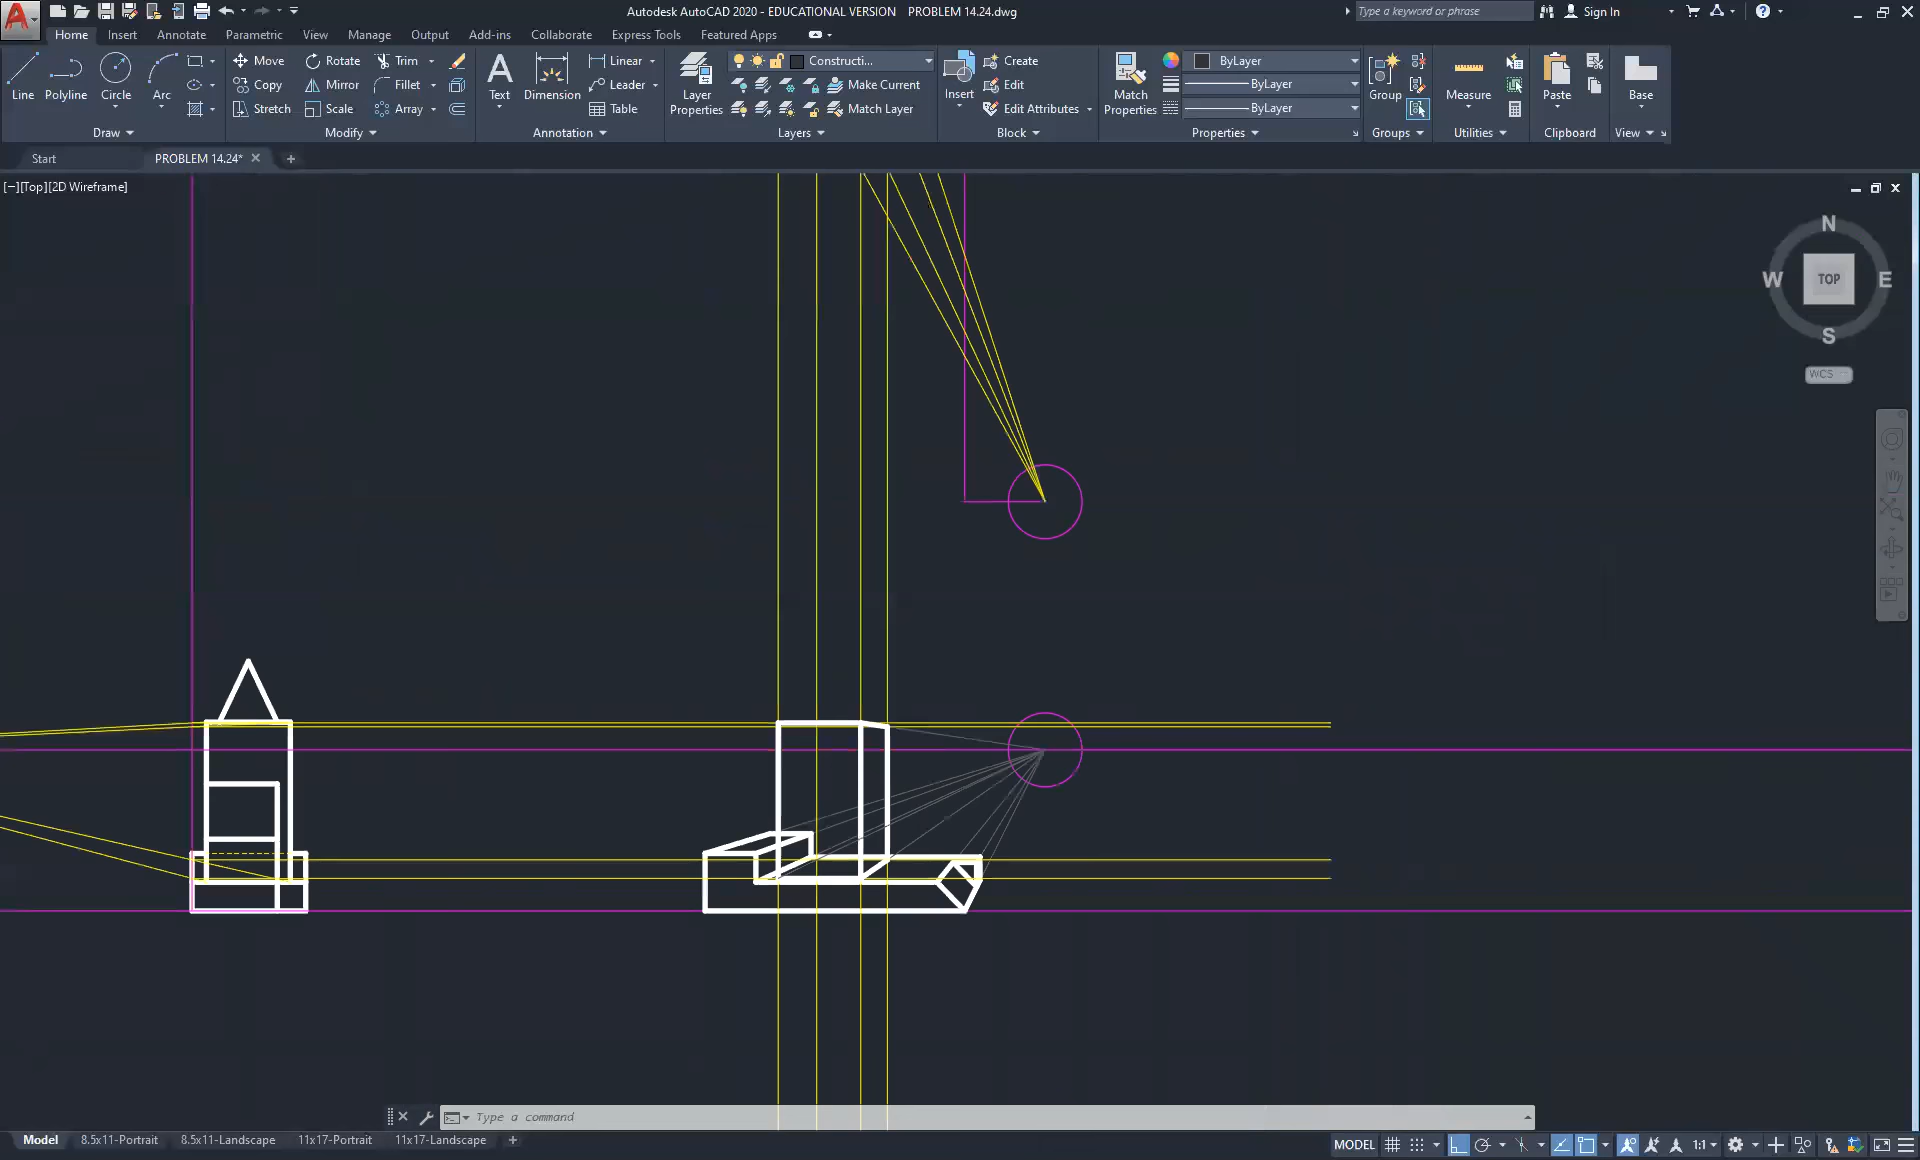 Autodesk AutoCAD 2020 - EDUCATIONAL VERSION PROBLEM 14.24.dwg
Type a keyword or phrase
Sign In
Home Insert Annotate Parametric View Manage Output Add-ins Collaborate Express Tools Featured Apps
Line Polyline Circle Arc
Move Rotate Trim
Copy Mirror Fillet
Stretch Scale Array
Text Dimension
Linear
Leader
Table
Layer Properties
Constructi...
Make Current
Match Layer
Insert
Create
Edit
Edit Attributes
Match Properties
ByLayer
ByLayer
ByLayer
Group
Measure
Paste
Base
Draw Modify Annotation Layers Block Properties Groups Utilities Clipboard View
Start PROBLEM 14.24*
[−][Top][2D Wireframe]
N
W TOP E
S
WCS
Type a command
Model 8.5x11-Portrait 8.5x11-Landscape 11x17-Portrait 11x17-Landscape
MODEL 1:1